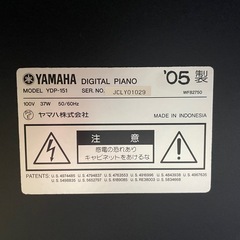 YAMAHA DIGITAL PIANO '05 製
MODEL YDP-151 SER NO. JCLY01029 WF82750
100V 37W 50/60Hz
ヤマハ株式会社 MADE IN INDONESIA
注意
感電の恐れあり
キャビネットをあけるな
PATENTS: